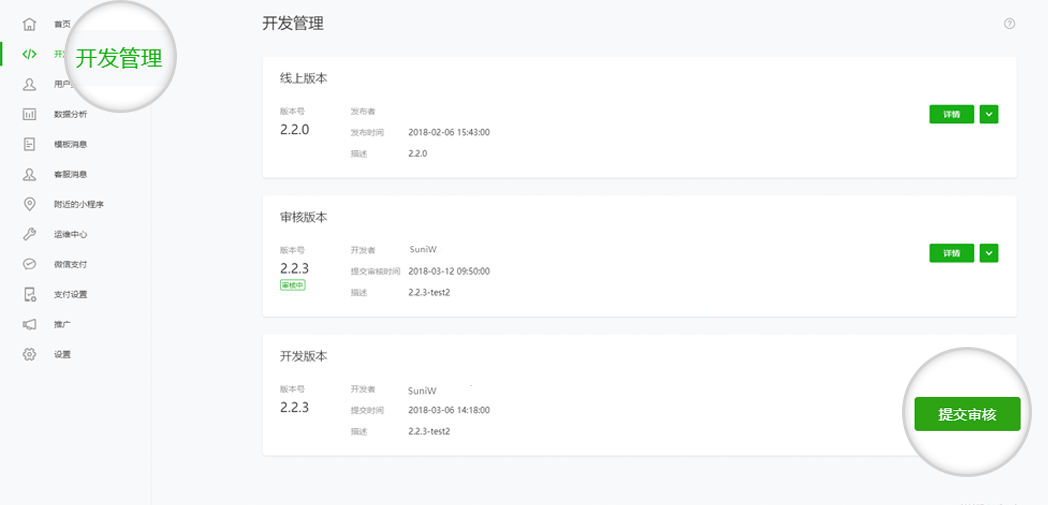 首页
开发管理
用户
数据分析
模板消息
客服消息
附近的小程序
运维中心
微信支付
支付设置
推广
设置
开发管理
线上版本
版本号 发布者
2.2.0
发布时间 2018-02-06 15:43:00
描述 2.2.0
详情
审核版本
版本号 开发者 SuniW
2.2.3
提交审核时间 2018-03-12 09:50:00
审核中
描述 2.2.3-test2
详情
开发版本
版本号 开发者 SuniW
2.2.3
提交时间 2018-03-06 14:18:00
描述 2.2.3-test2
提交审核